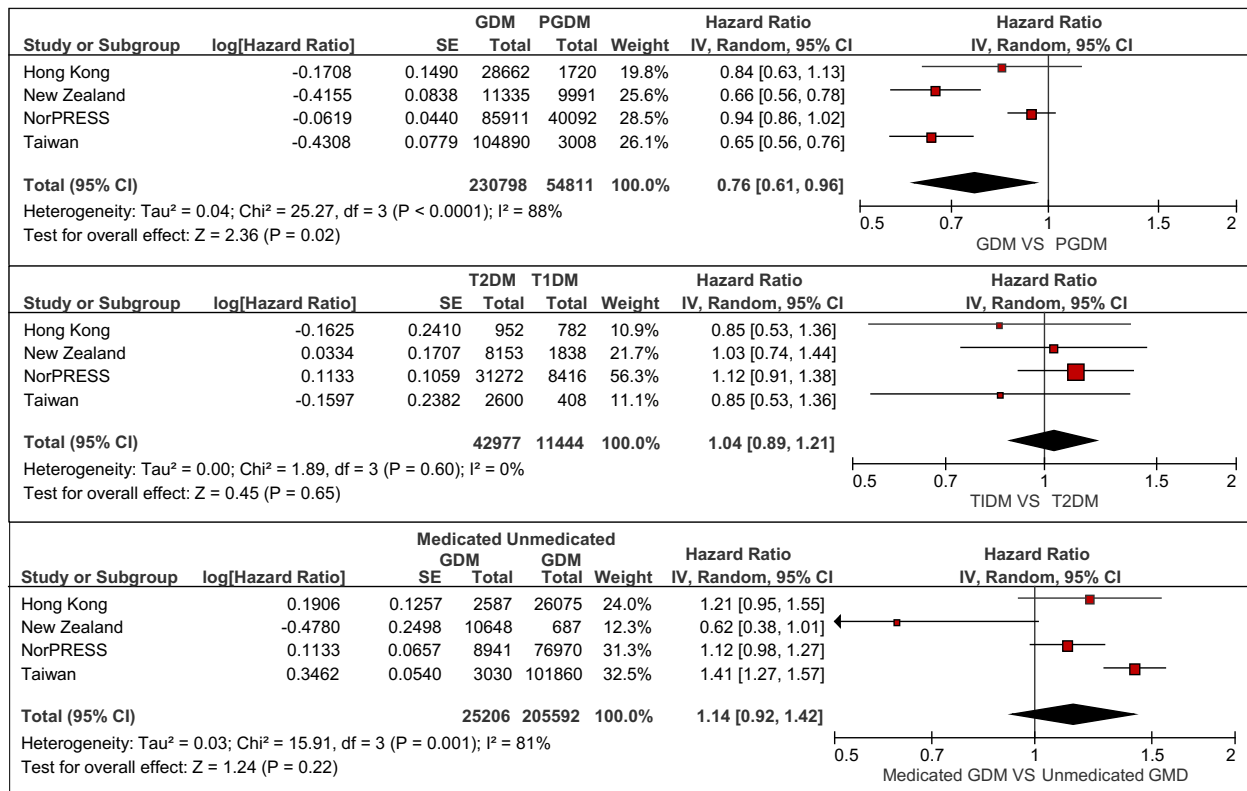 GDM PGDM Hazard Ratio Hazard Ratio
Study or Subgroup log[Hazard Ratio] SE Total Total Weight IV, Random, 95% CI IV, Random, 95% CI
Hong Kong -0.1708 0.1490 28662 1720 19.8% 0.84 [0.63, 1.13]
New Zealand -0.4155 0.0838 11335 9991 25.6% 0.66 [0.56, 0.78]
NorPRESS -0.0619 0.0440 85911 40092 28.5% 0.94 [0.86, 1.02]
Taiwan -0.4308 0.0779 104890 3008 26.1% 0.65 [0.56, 0.76]
Total (95% CI) 230798 54811 100.0% 0.76 [0.61, 0.96]
Heterogeneity: Tau² = 0.04; Chi² = 25.27, df = 3 (P < 0.0001); I² = 88%
Test for overall effect: Z = 2.36 (P = 0.02)
0.5 0.7 1 1.5 2
GDM VS PGDM
T2DM T1DM Hazard Ratio Hazard Ratio
Study or Subgroup log[Hazard Ratio] SE Total Total Weight IV, Random, 95% CI IV, Random, 95% CI
Hong Kong -0.1625 0.2410 952 782 10.9% 0.85 [0.53, 1.36]
New Zealand 0.0334 0.1707 8153 1838 21.7% 1.03 [0.74, 1.44]
NorPRESS 0.1133 0.1059 31272 8416 56.3% 1.12 [0.91, 1.38]
Taiwan -0.1597 0.2382 2600 408 11.1% 0.85 [0.53, 1.36]
Total (95% CI) 42977 11444 100.0% 1.04 [0.89, 1.21]
Heterogeneity: Tau² = 0.00; Chi² = 1.89, df = 3 (P = 0.60); I² = 0%
Test for overall effect: Z = 0.45 (P = 0.65)
0.5 0.7 1 1.5 2
TIDM VS T2DM
Medicated Unmedicated
GDM GDM Hazard Ratio Hazard Ratio
Study or Subgroup log[Hazard Ratio] SE Total Total Weight IV, Random, 95% CI IV, Random, 95% CI
Hong Kong 0.1906 0.1257 2587 26075 24.0% 1.21 [0.95, 1.55]
New Zealand -0.4780 0.2498 10648 687 12.3% 0.62 [0.38, 1.01]
NorPRESS 0.1133 0.0657 8941 76970 31.3% 1.12 [0.98, 1.27]
Taiwan 0.3462 0.0540 3030 101860 32.5% 1.41 [1.27, 1.57]
Total (95% CI) 25206 205592 100.0% 1.14 [0.92, 1.42]
Heterogeneity: Tau² = 0.03; Chi² = 15.91, df = 3 (P = 0.001); I² = 81%
Test for overall effect: Z = 1.24 (P = 0.22)
0.5 0.7 1 1.5 2
Medicated GDM VS Unmedicated GMD